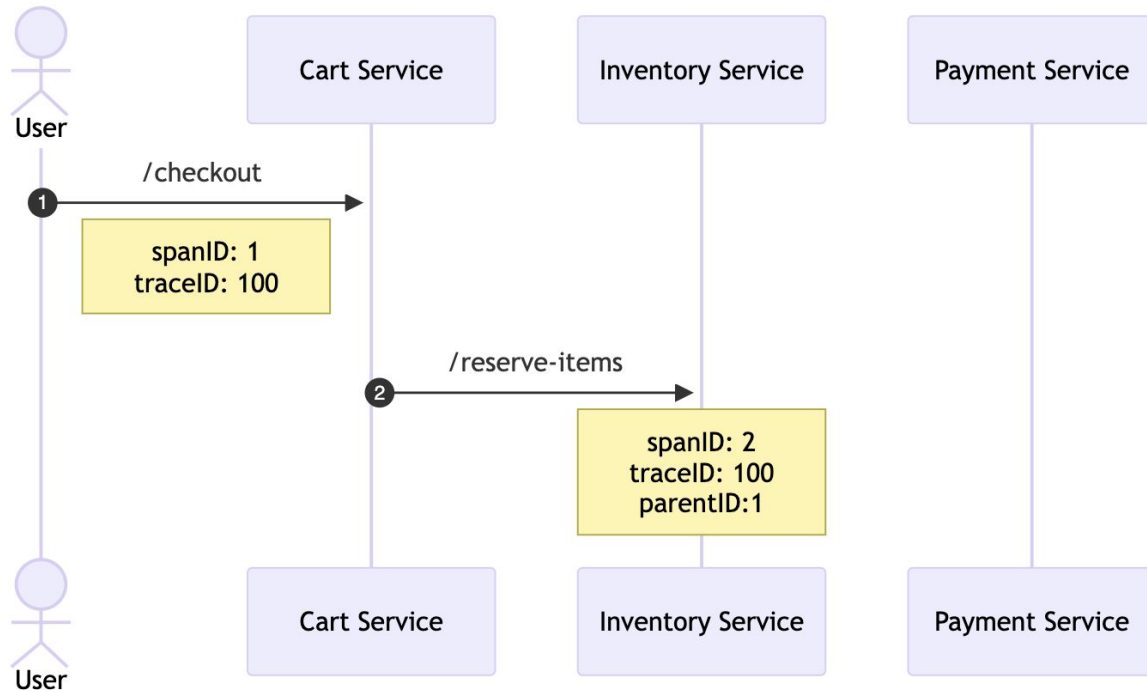 Cart Service
Inventory Service
Payment Service
User
/checkout
1
spanID: 1
traceID: 100
/reserve-items
2
spanID: 2
traceID: 100
parentID:1
Cart Service
Inventory Service
Payment Service
User